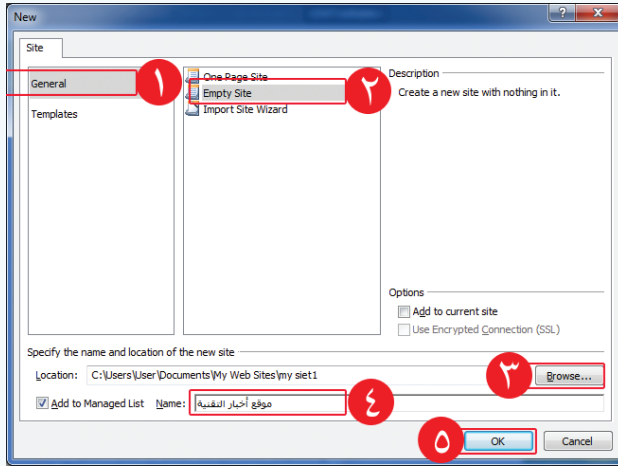 New
Site
General
Templates
One Page Site
Empty Site
Import Site Wizard
Description
Create a new site with nothing in it.
Options
Add to current site
Use Encrypted Connection (SSL)
Specify the name and location of the new site
Location: C:\Users\User\Documents\My Web Sites\my siet1
Browse...
Add to Managed List Name: موقع أخبار التقنية
OK
Cancel
١
٢
٣
٤
٥